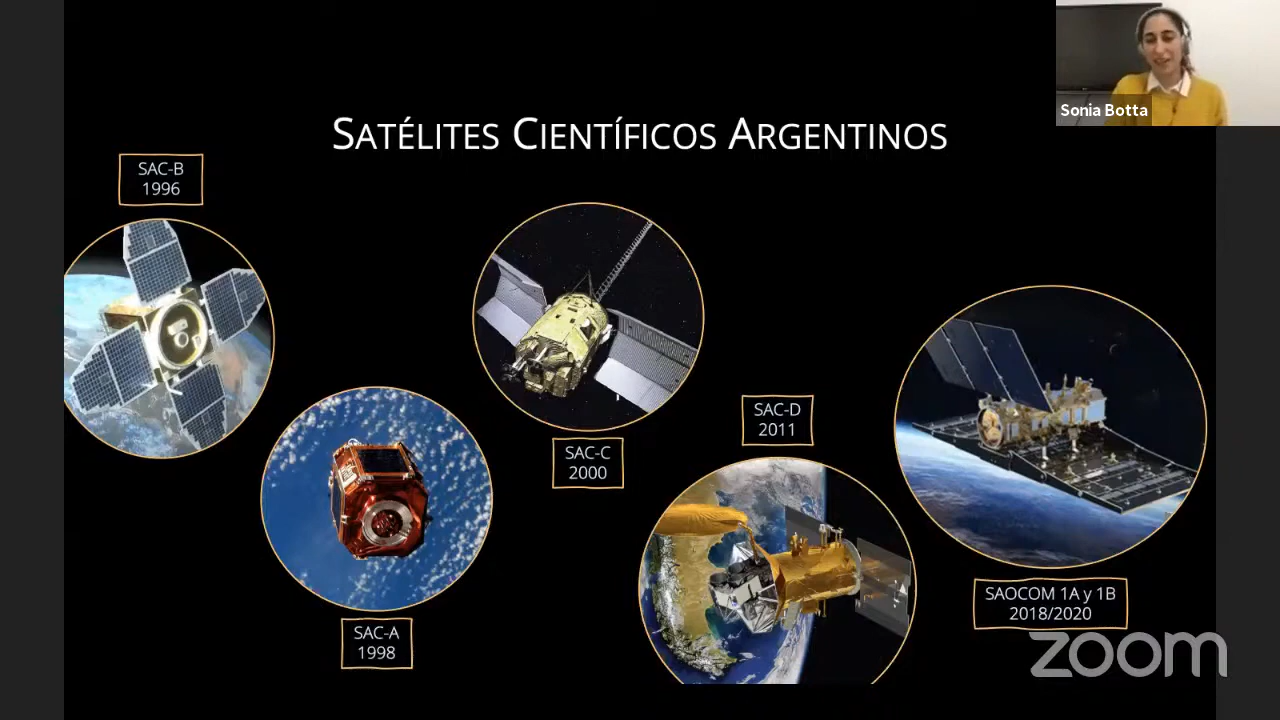 Sonia Botta
SATÉLITES CIENTÍFICOS ARGENTINOS
SAC-B
1996
SAC-A
1998
SAC-C
2000
SAC-D
2011
SAOCOM 1A y 1B
2018/2020
zoom